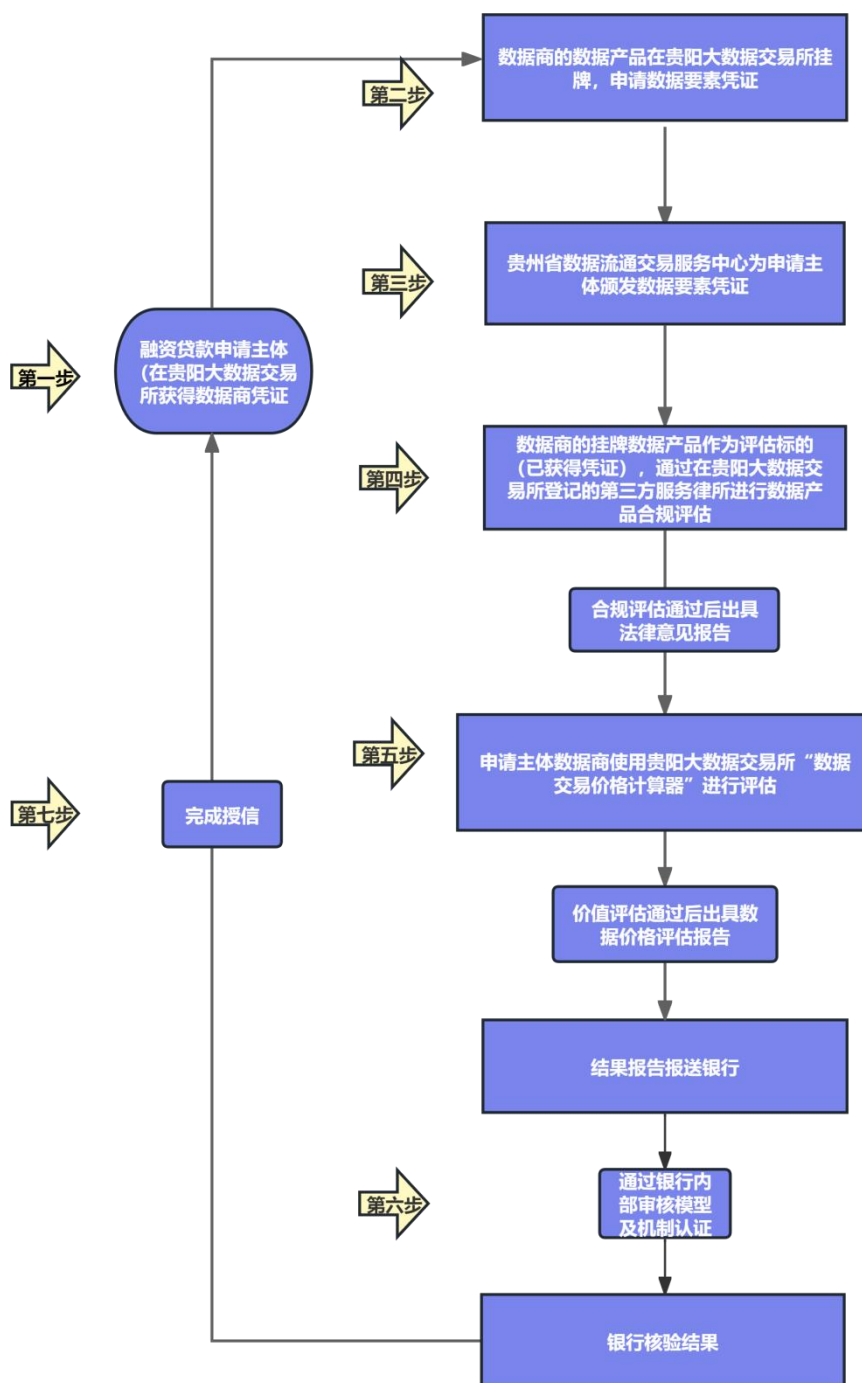 数据商的数据产品在贵阳大数据交易所挂
牌，申请数据要素凭证
第二步
贵州省数据流通交易服务中心为申请主
体颁发数据要素凭证
第三步
融资贷款申请主体
（在贵阳大数据交易
所获得数据商凭证
第一步
数据商的挂牌数据产品作为评估标的
（已获得凭证），通过在贵阳大数据交
易所登记的第三方服务律所进行数据产
品合规评估
第四步
合规评估通过后出具
法律意见报告
第五步
申请主体数据商使用贵阳大数据交易所“数据
交易价格计算器”进行评估
第七步
完成授信
价值评估通过后出具数
据价格评估报告
结果报告报送银行
第六步
通过银行内
部审核模型
及机制认证
银行核验结果